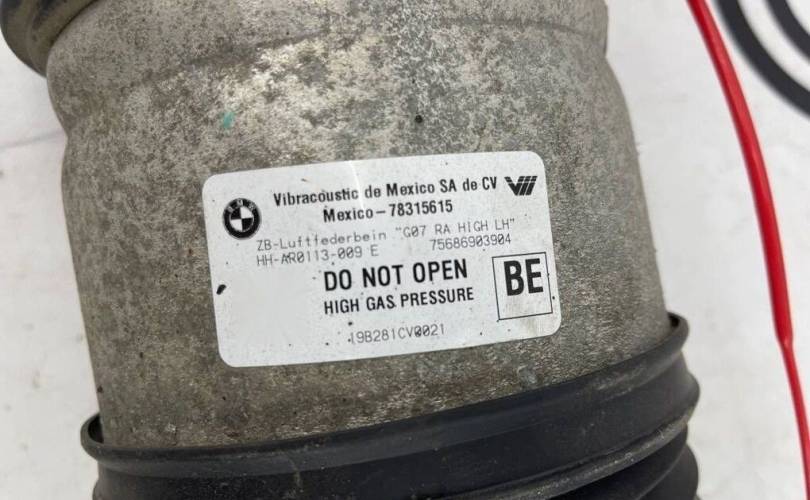 BMW
Vibracoustic de Mexico SA de CV
Mexico-78315615
ZB-Luftfederbein "G07 RA HIGH LH"
HH-AR0113-009 E 75686903904
DO NOT OPEN
HIGH GAS PRESSURE
BE
19B281CV0021